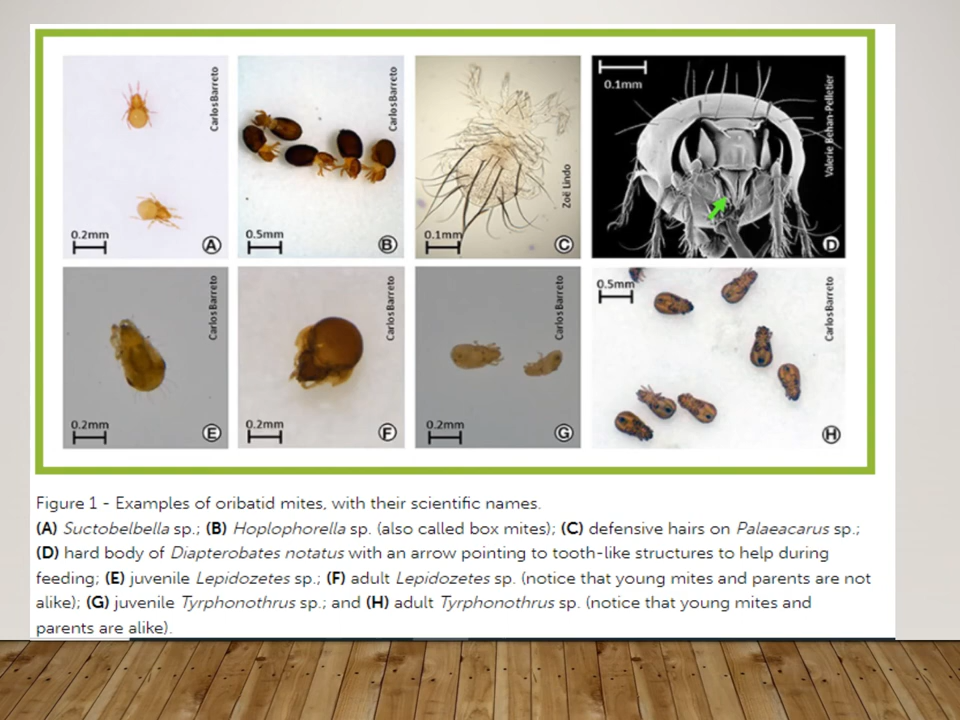 Carlos Barreto
0.2mm
A
Carlos Barreto
0.5mm
B
Zoë Lindo
0.1mm
C
0.1mm
Valerie Behan-Pelletier
D
Carlos Barreto
0.2mm
E
Carlos Barreto
0.2mm
F
Carlos Barreto
0.2mm
G
0.5mm
Carlos Barreto
H
Figure 1 - Examples of oribatid mites, with their scientific names.
(A) Suctobelbella sp.; (B) Hoplophorella sp. (also called box mites); (C) defensive hairs on Palaeacarus sp.;
(D) hard body of Diapterobates notatus with an arrow pointing to tooth-like structures to help during
feeding; (E) juvenile Lepidozetes sp.; (F) adult Lepidozetes sp. (notice that young mites and parents are not
alike); (G) juvenile Tyrphonothrus sp.; and (H) adult Tyrphonothrus sp. (notice that young mites and
parents are alike).